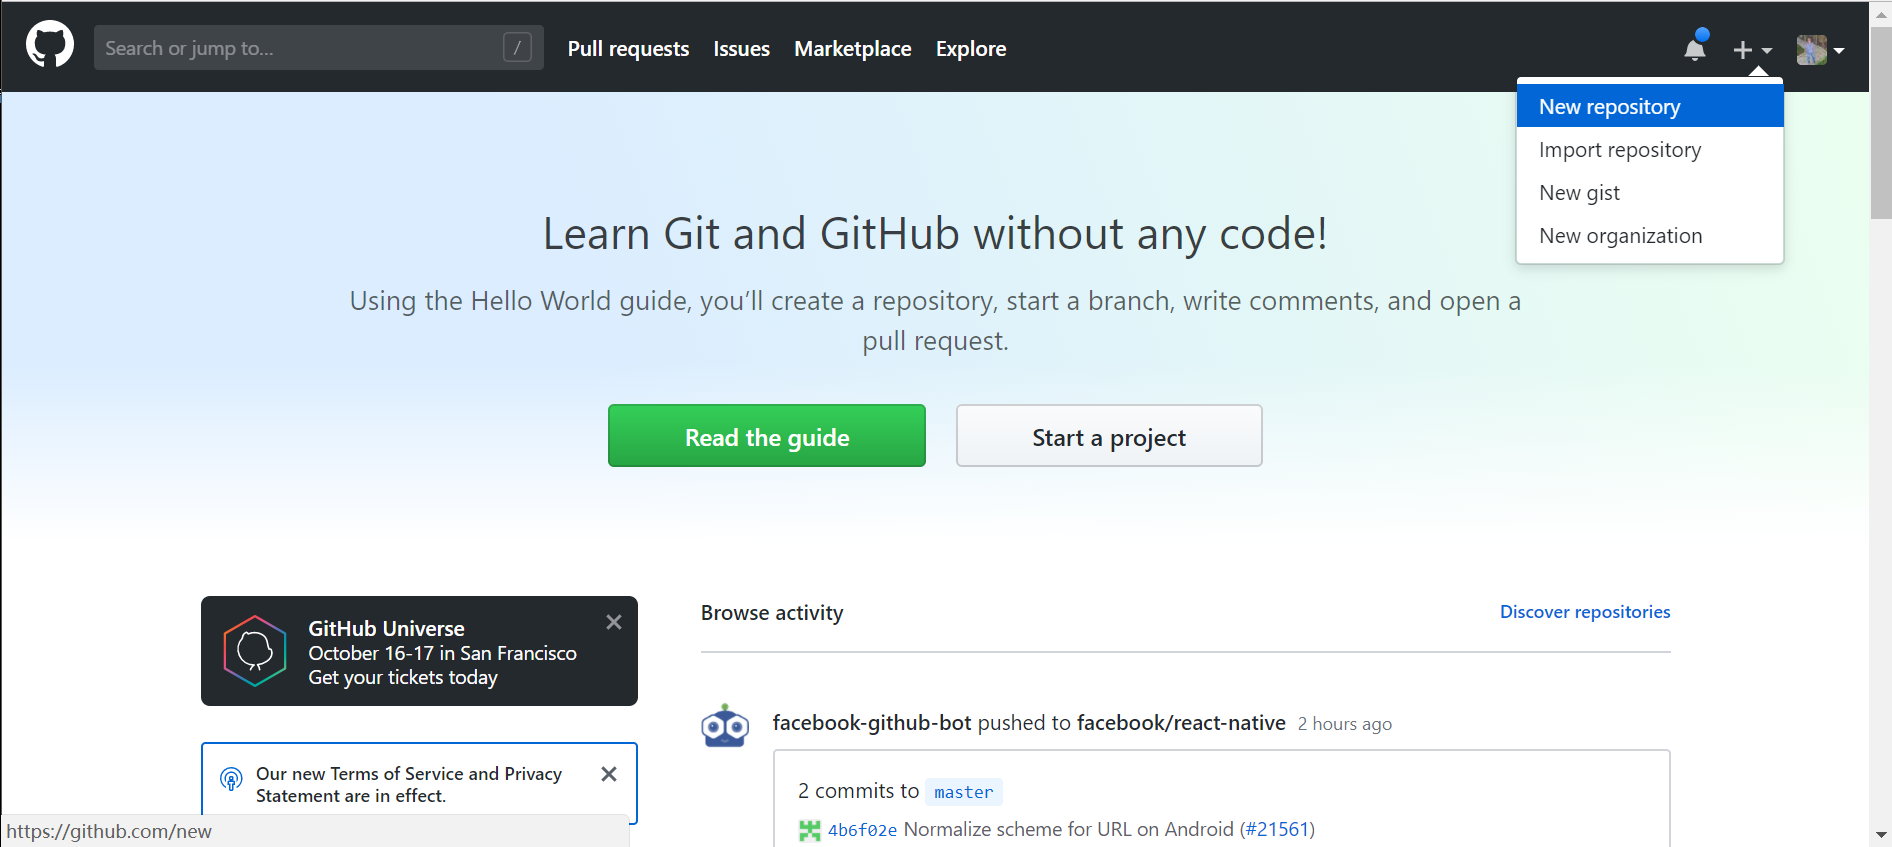 Search or jump to...
/
Pull requests
Issues
Marketplace
Explore
New repository
Import repository
New gist
New organization
Learn Git and GitHub without any code!
Using the Hello World guide, you’ll create a repository, start a branch, write comments, and open a
pull request.
Read the guide
Start a project
GitHub Universe
October 16-17 in San Francisco
Get your tickets today
Our new Terms of Service and Privacy
Statement are in effect.
Browse activity
Discover repositories
facebook-github-bot pushed to facebook/react-native 2 hours ago
2 commits to master
4b6f02e Normalize scheme for URL on Android (#21561)
https://github.com/new